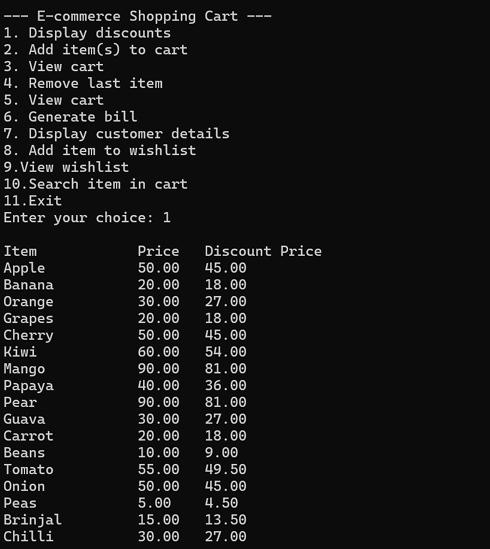 --- E-commerce Shopping Cart ---
1. Display discounts
2. Add item(s) to cart
3. View cart
4. Remove last item
5. View cart
6. Generate bill
7. Display customer details
8. Add item to wishlist
9.View wishlist
10.Search item in cart
11.Exit
Enter your choice: 1

Item Price Discount Price
Apple 50.00 45.00
Banana 20.00 18.00
Orange 30.00 27.00
Grapes 20.00 18.00
Cherry 50.00 45.00
Kiwi 60.00 54.00
Mango 90.00 81.00
Papaya 40.00 36.00
Pear 90.00 81.00
Guava 30.00 27.00
Carrot 20.00 18.00
Beans 10.00 9.00
Tomato 55.00 49.50
Onion 50.00 45.00
Peas 5.00 4.50
Brinjal 15.00 13.50
Chilli 30.00 27.00